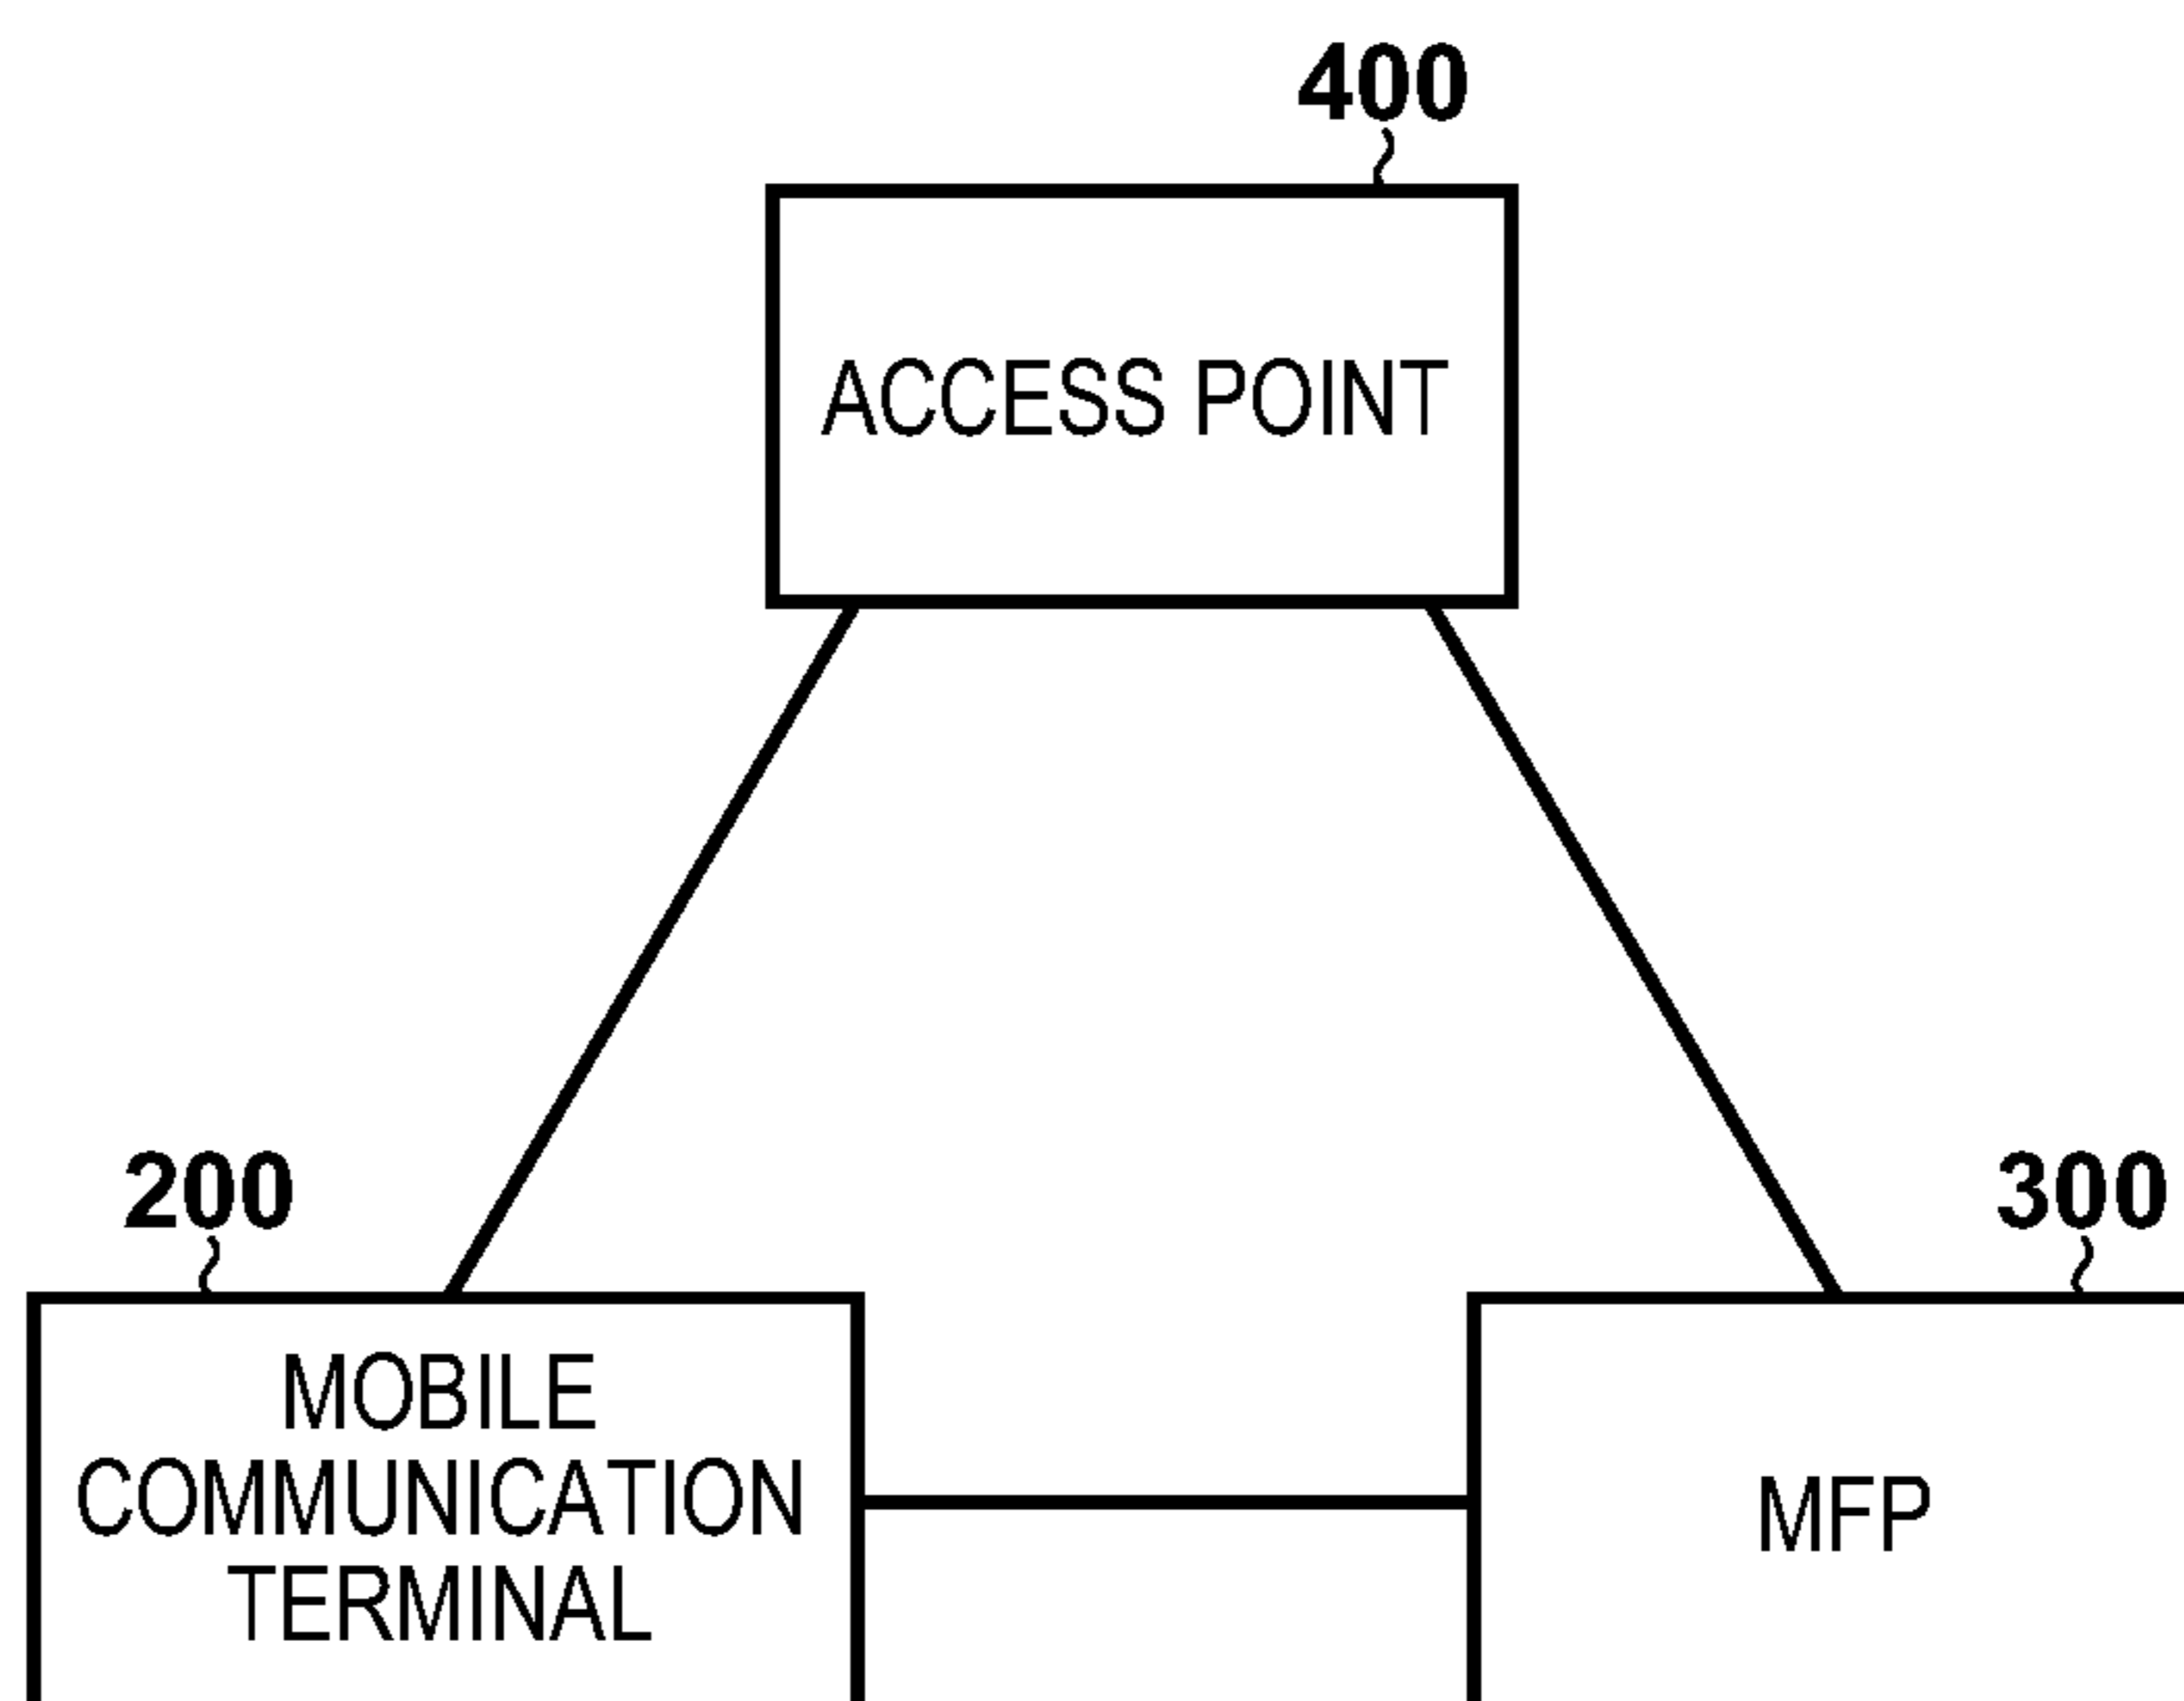 400
ACCESS POINT
200
300
MOBILE
COMMUNICATION
TERMINAL
MFP